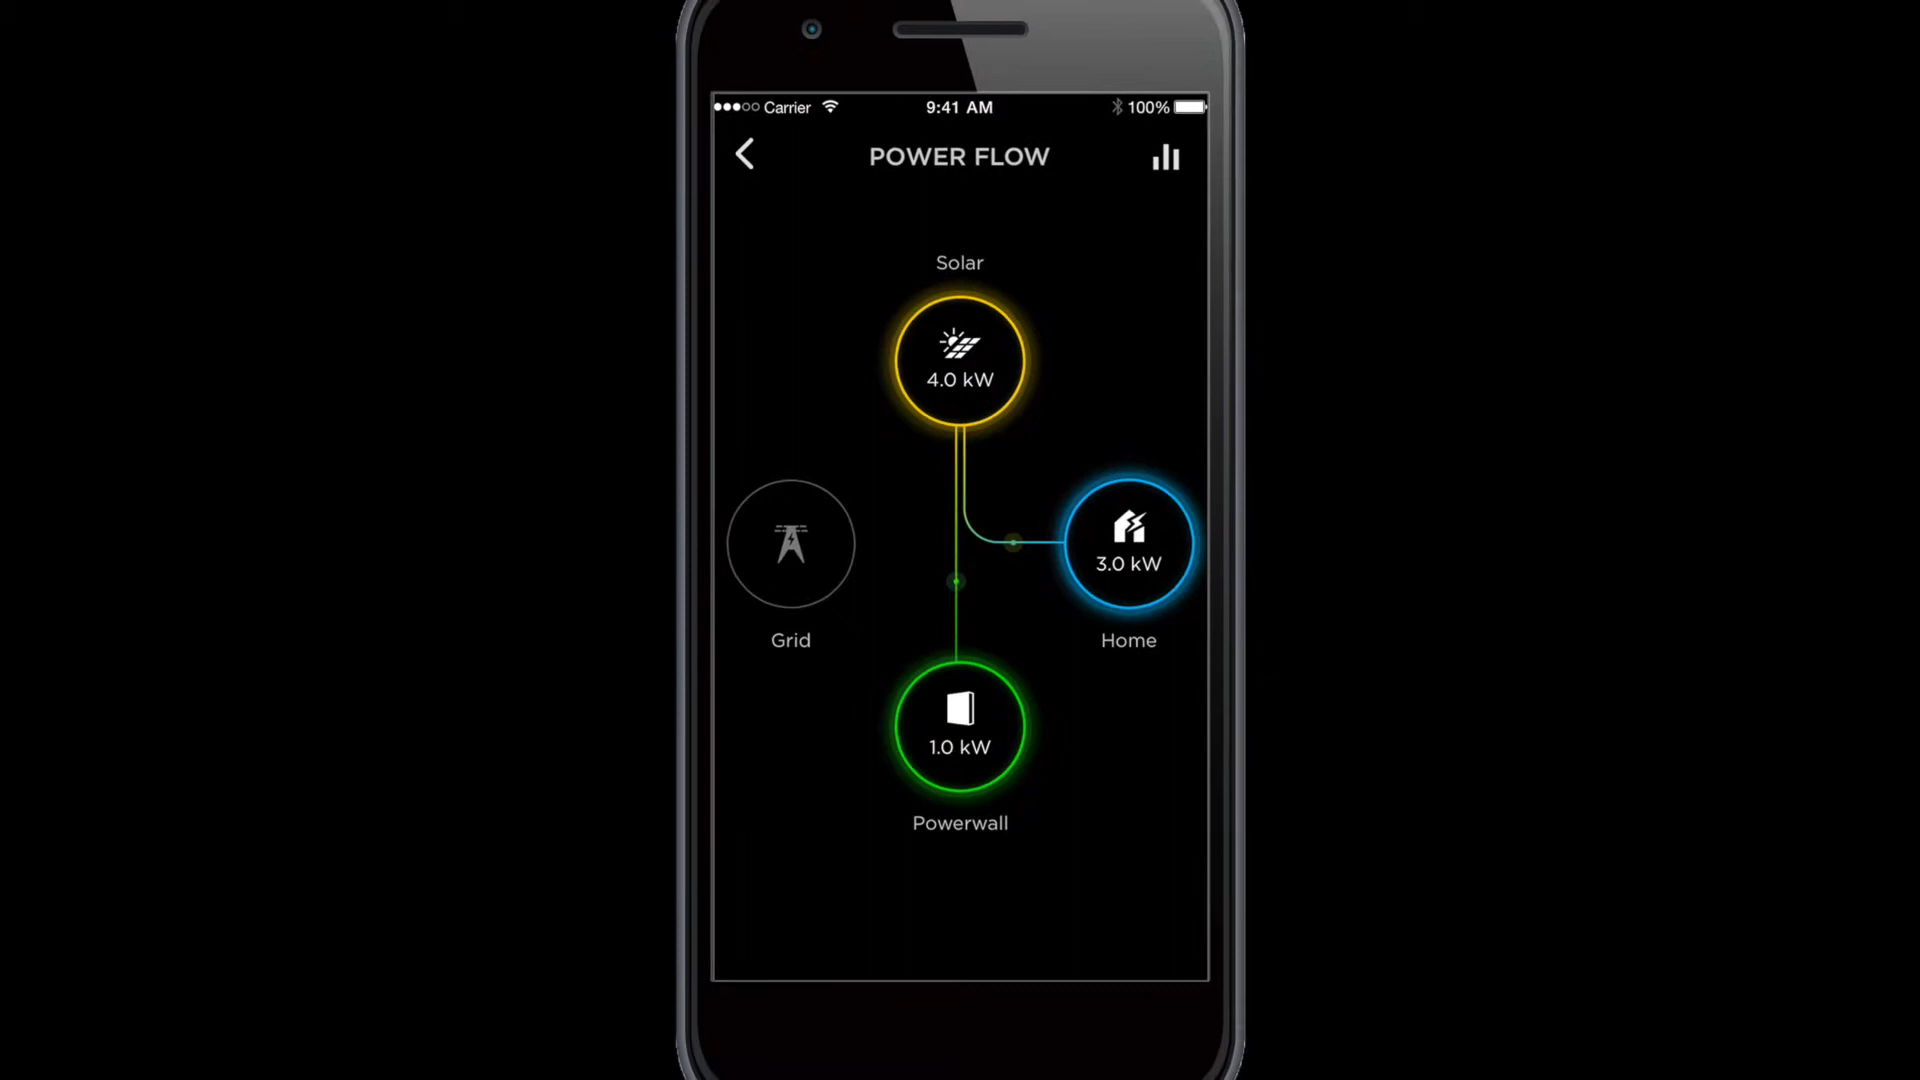 Carrier 9:41 AM 100%
POWER FLOW
Solar
4.0 kW
3.0 kW
Grid Home
1.0 kW
Powerwall